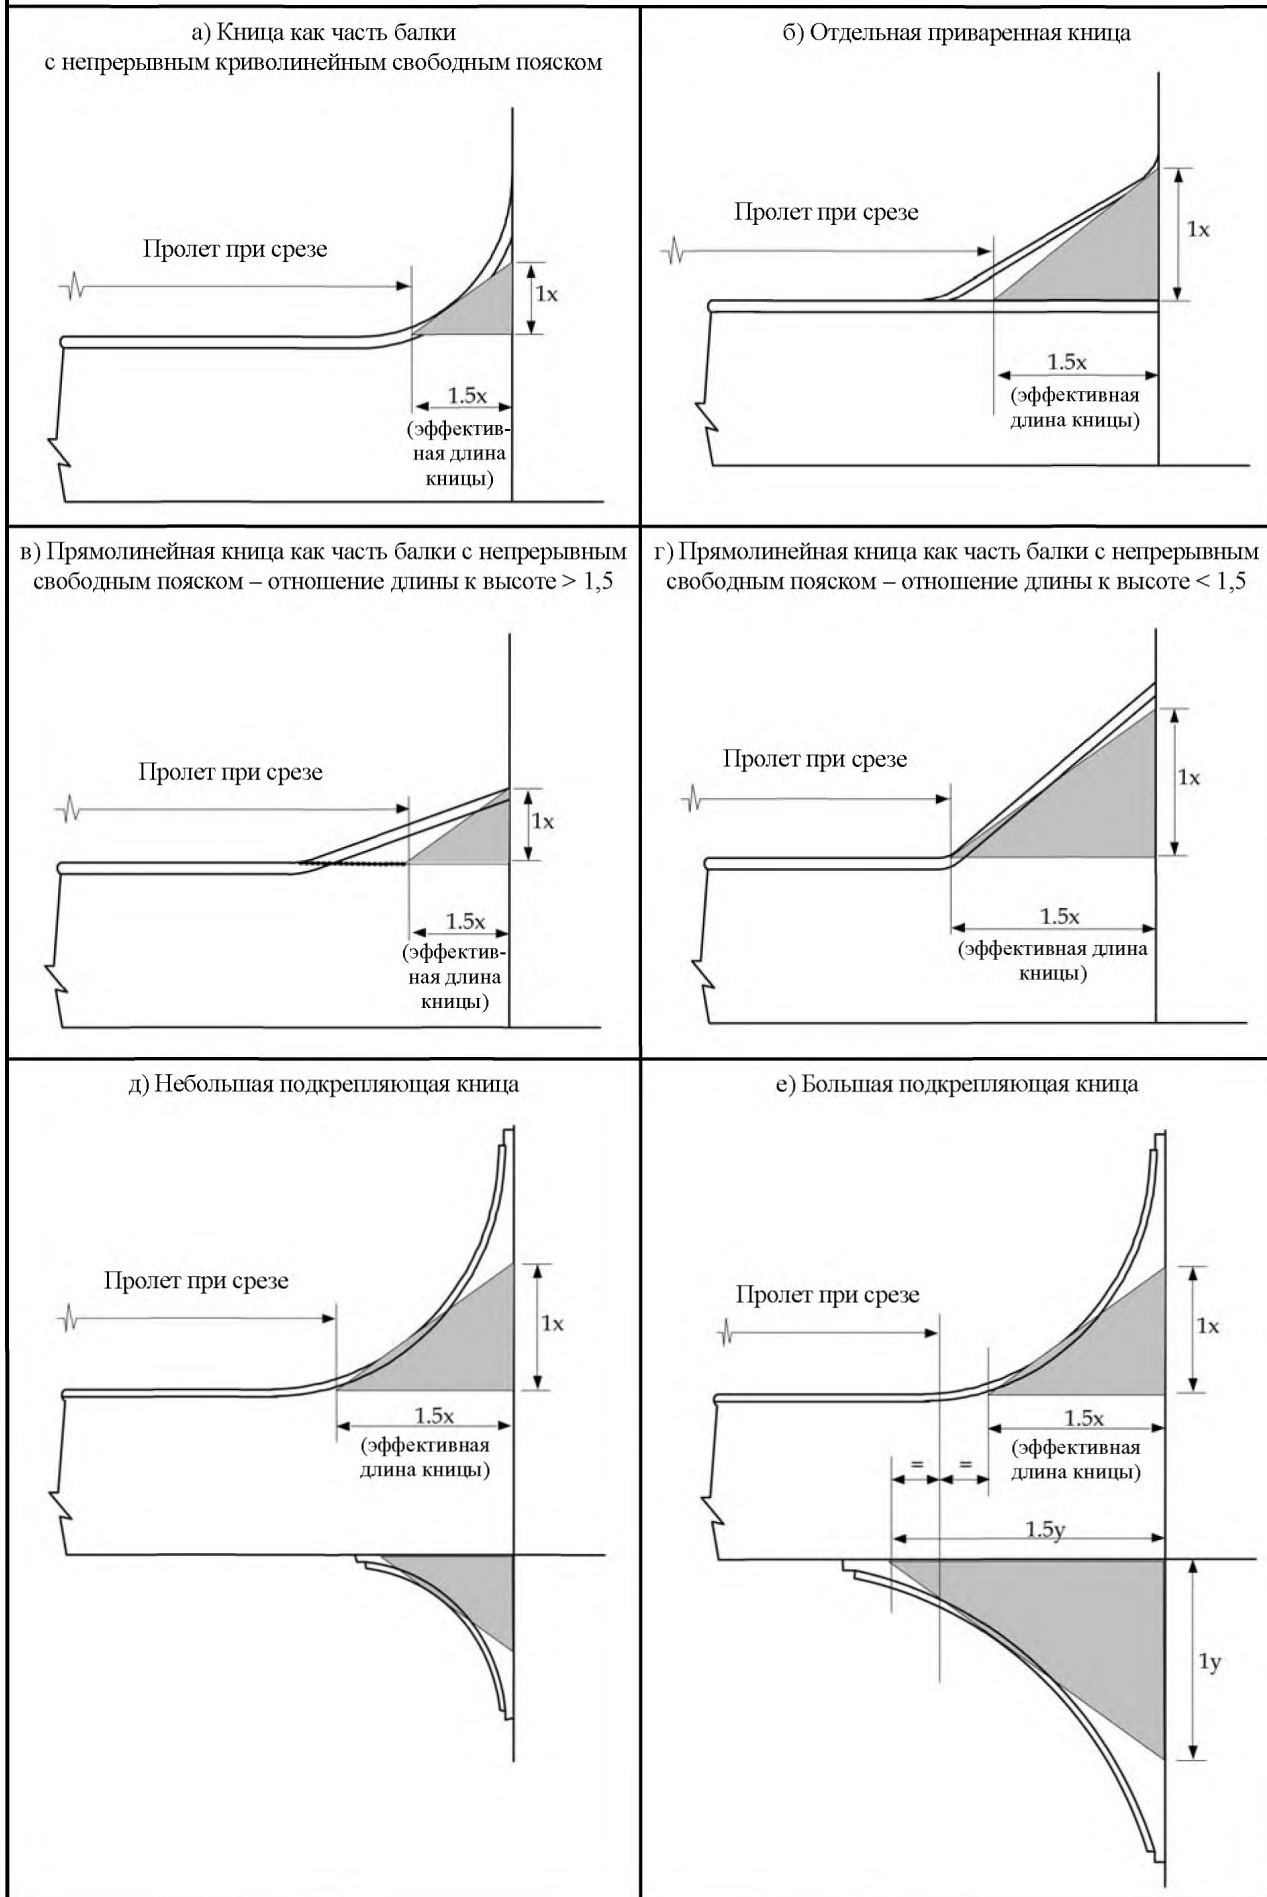 а) Кница как часть балки
с непрерывным криволинейным свободным пояском
Пролет при срезе
1x
1.5x
(эффектив-
ная длина
кницы)
б) Отдельная приваренная кница
Пролет при срезе
1x
1.5x
(эффективная
длина кницы)
в) Прямолинейная кница как часть балки с непрерывным
свободным пояском – отношение длины к высоте > 1,5
Пролет при срезе
1x
1.5x
(эффектив-
ная длина
кницы)
г) Прямолинейная кница как часть балки с непрерывным
свободным пояском – отношение длины к высоте < 1,5
Пролет при срезе
1x
1.5x
(эффективная длина
кницы)
д) Небольшая подкрепляющая кница
Пролет при срезе
1x
1.5x
(эффективная
длина кницы)
е) Большая подкрепляющая кница
Пролет при срезе
1x
1.5x
(эффективная
длина кницы)
= =
1.5y
1y